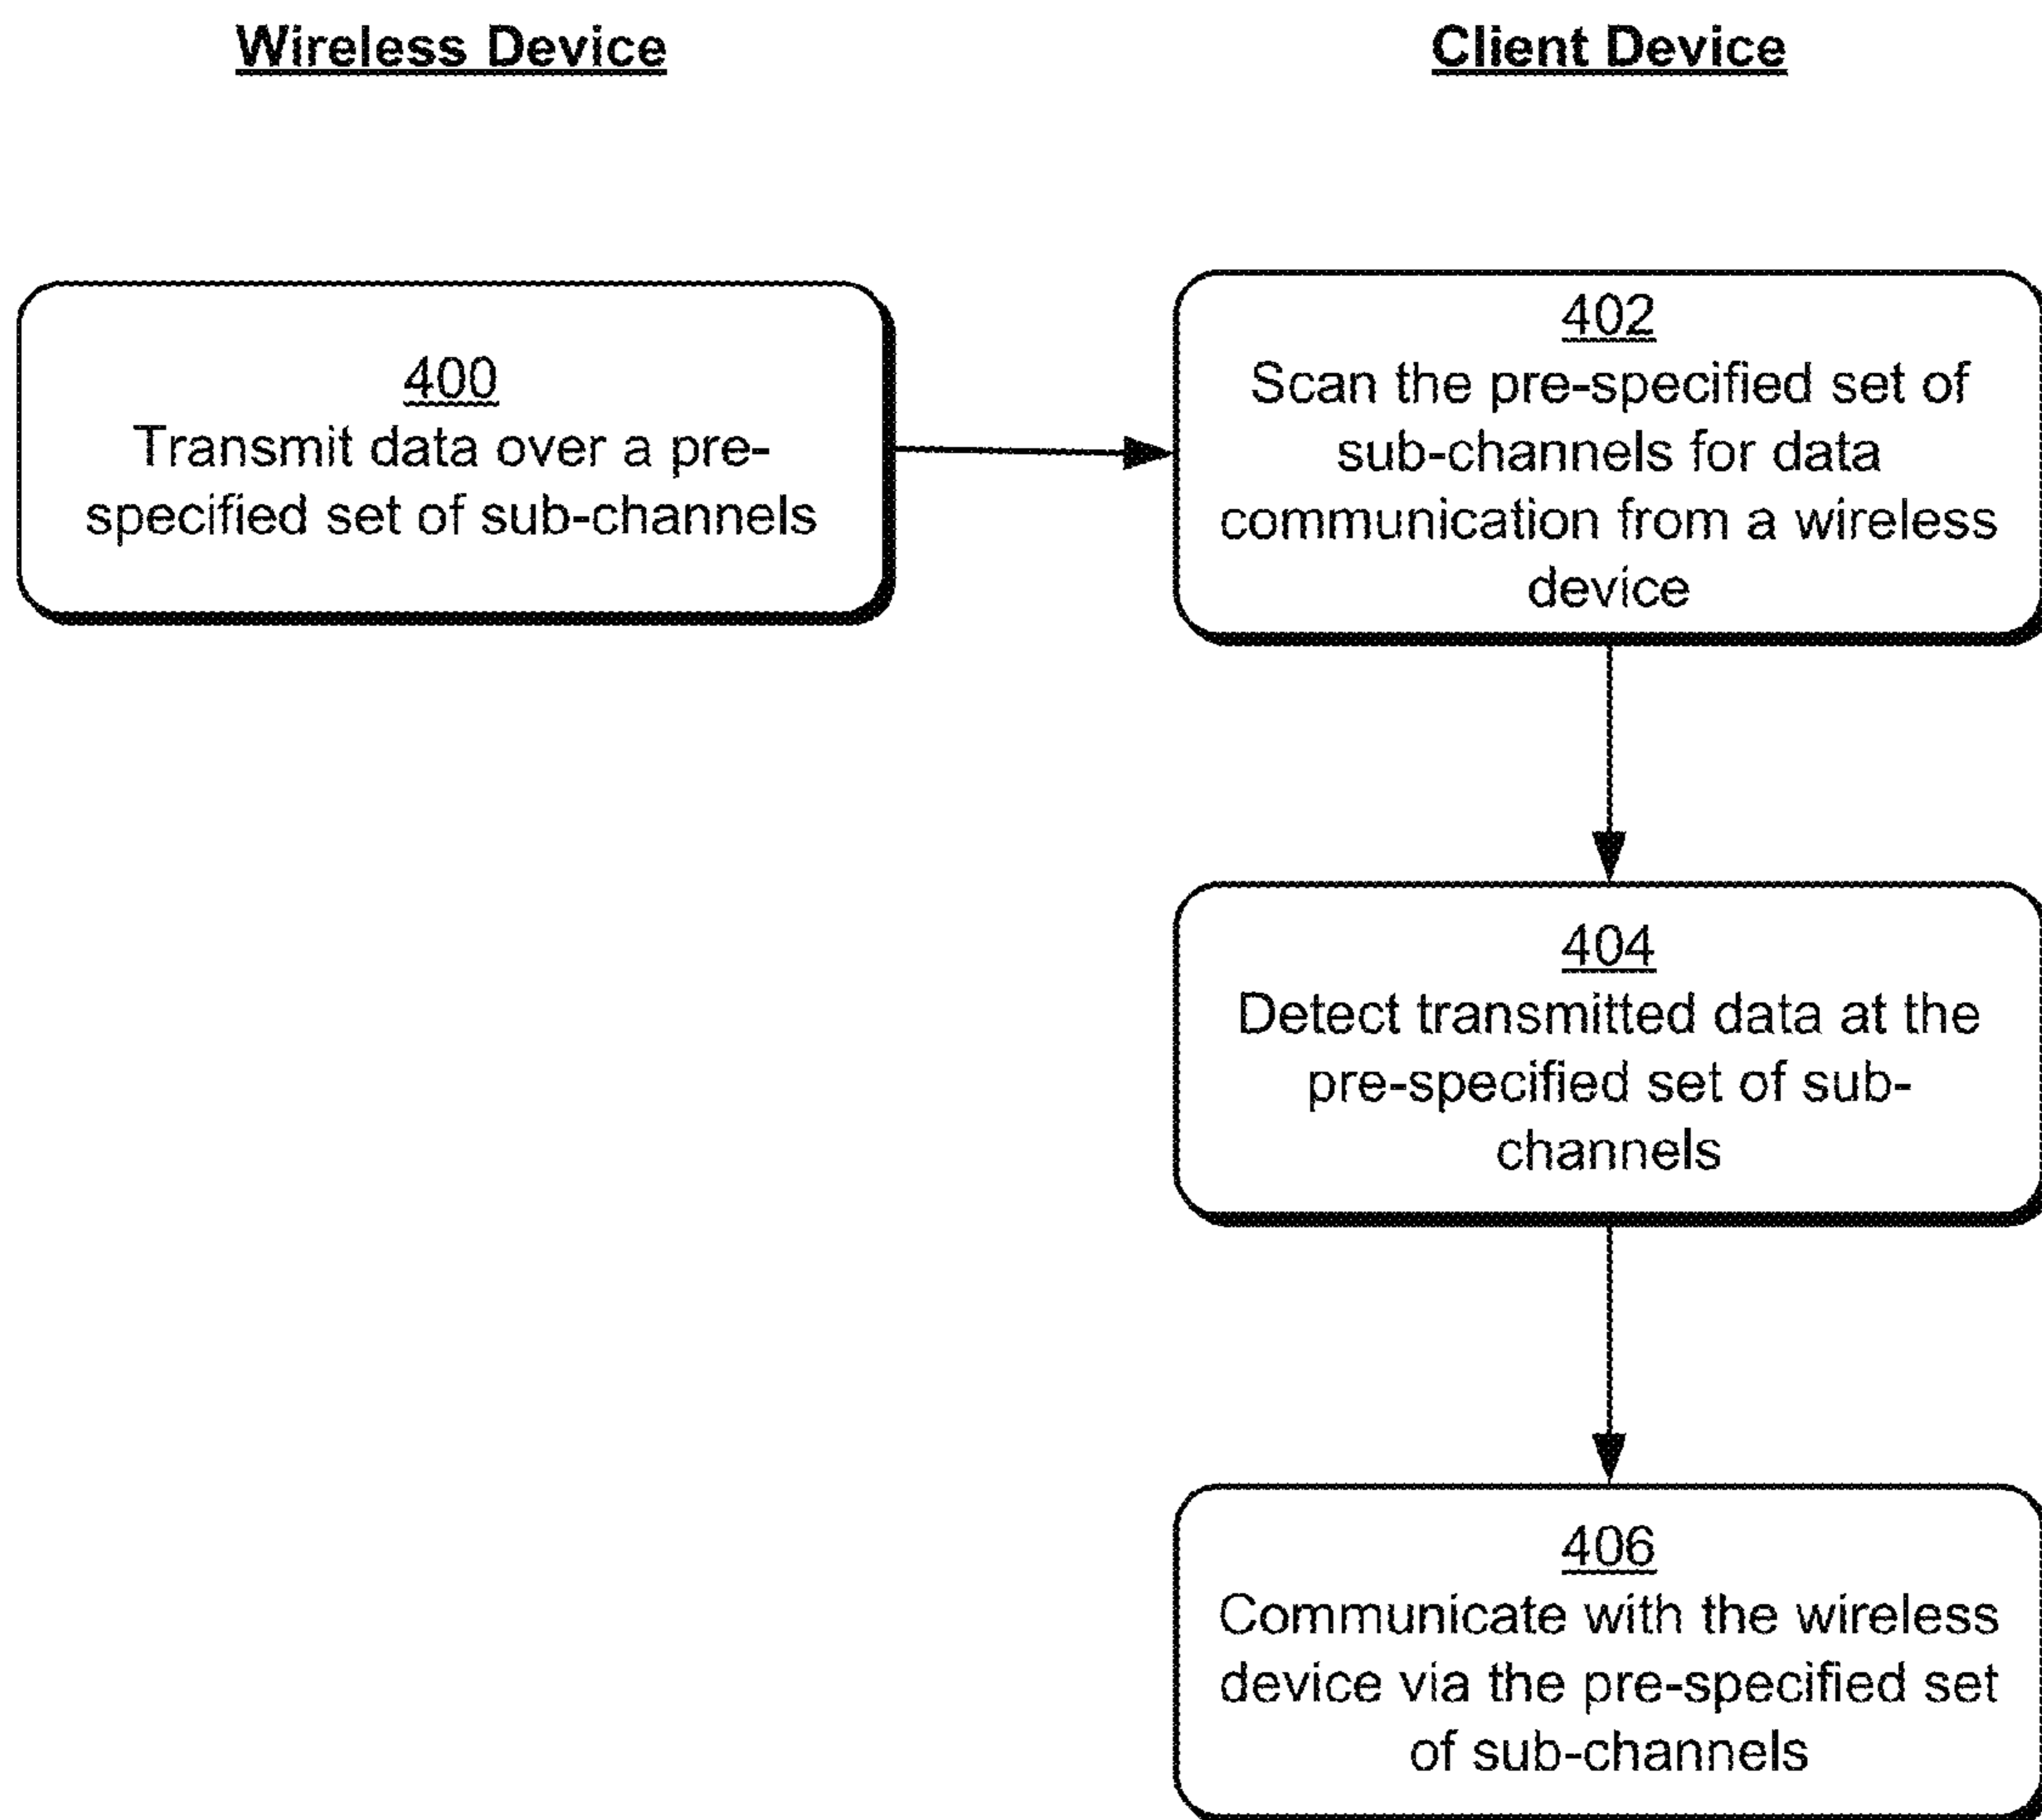 Wireless Device
Client Device
400
Transmit data over a pre-
specified set of sub-channels
402
Scan the pre-specified set of
sub-channels for data
communication from a wireless
device
404
Detect transmitted data at the
pre-specified set of sub-
channels
406
Communicate with the wireless
device via the pre-specified set
of sub-channels